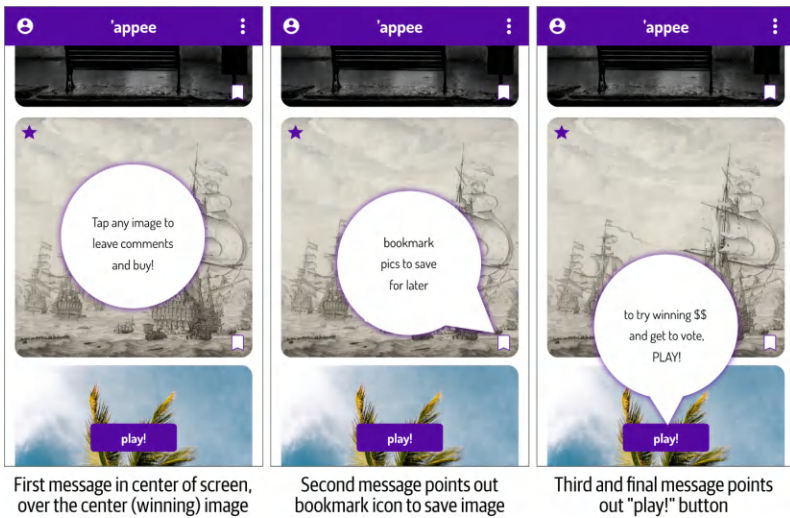 'appee
Tap any image to
leave comments
and buy!
play!
First message in center of screen,
over the center (winning) image
'appee
bookmark
pics to save
for later
play!
Second message points out
bookmark icon to save image
'appee
to try winning $$
and get to vote,
PLAY!
play!
Third and final message points
out "play!" button